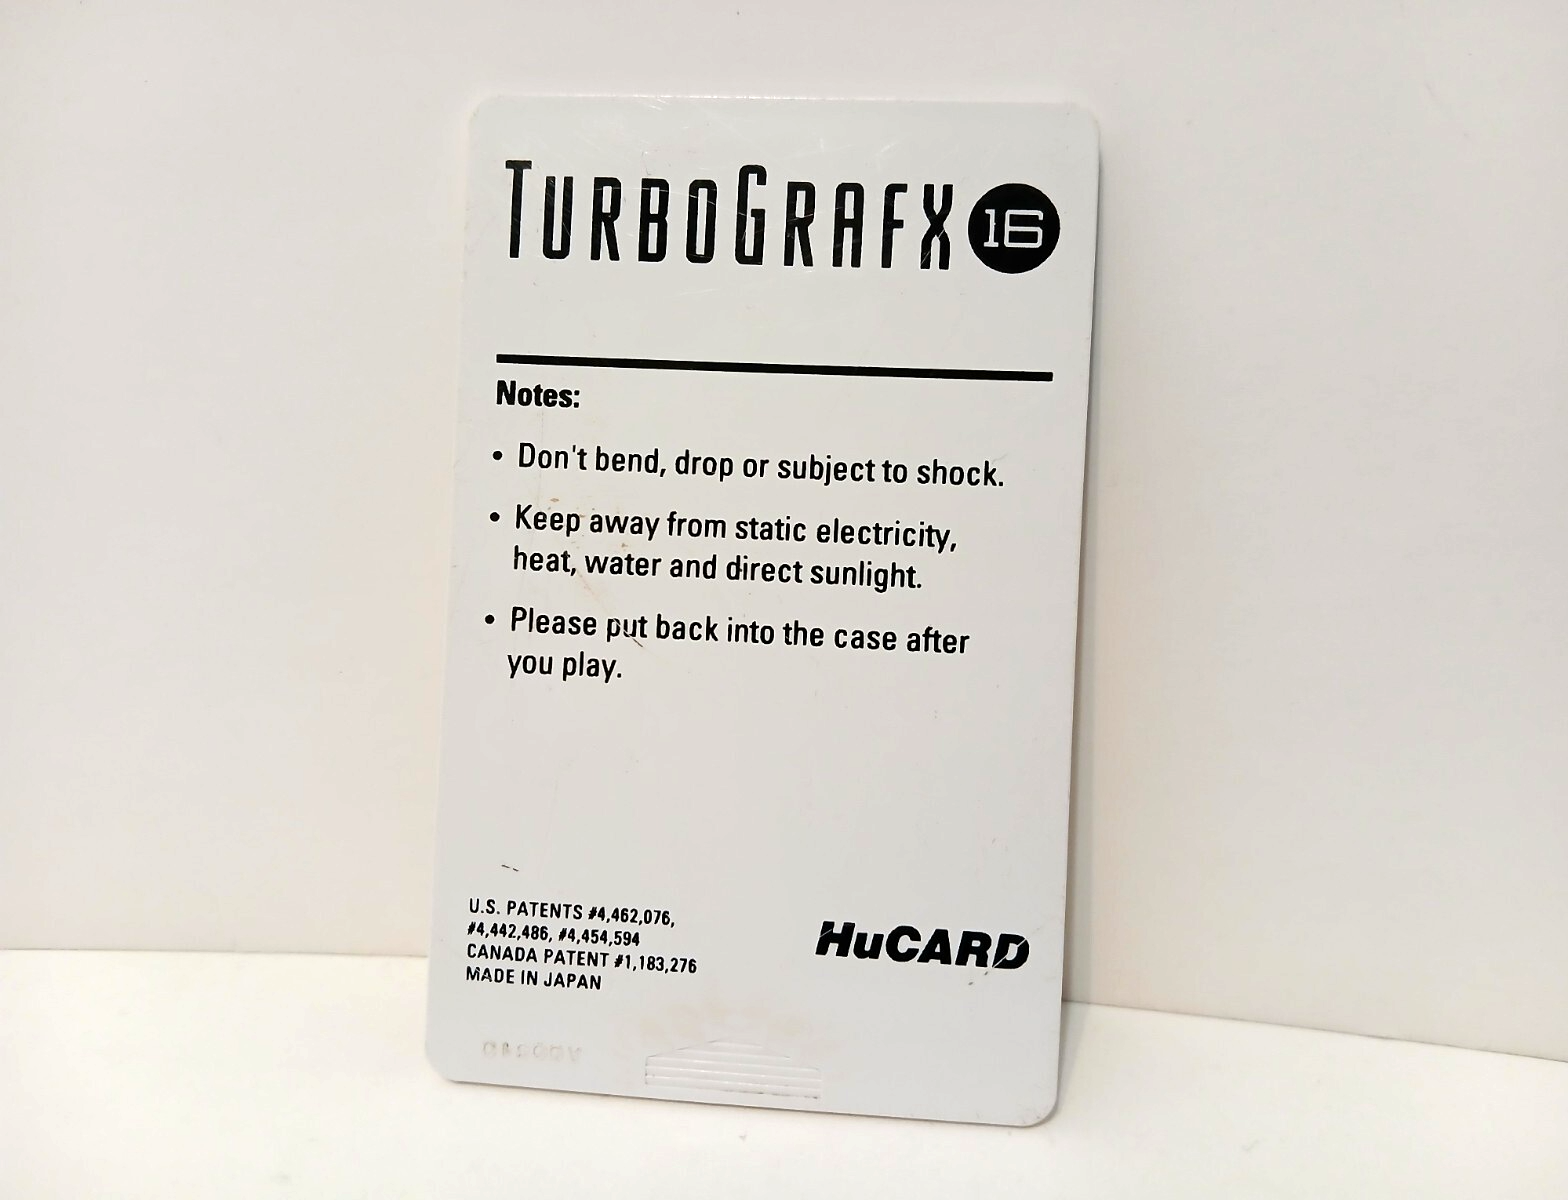 TURBOGRAFX 16
Notes:
• Don't bend, drop or subject to shock.
• Keep away from static electricity,
heat, water and direct sunlight.
• Please put back into the case after
you play.
U.S. PATENTS #4,462,076,
#4,442,486, #4,454,594
CANADA PATENT #1,183,276
MADE IN JAPAN
HuCARD